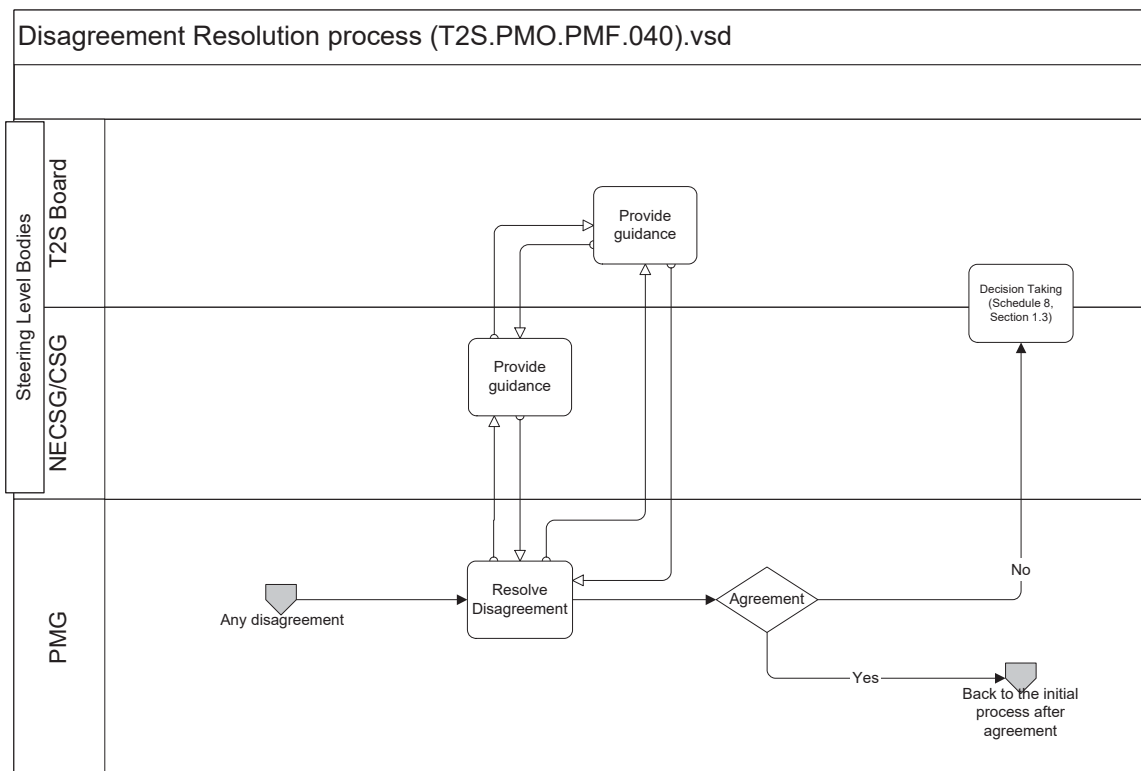 Disagreement Resolution process (T2S.PMO.PMF.040).vsd
Steering Level Bodies
T2S Board
Provide
guidance
Decision Taking
(Schedule 8,
Section 1.3)
NECSG/CSG
Provide
guidance
PMG
Any disagreement
Resolve
Disagreement
Agreement
No
Yes
Back to the initial
process after
agreement